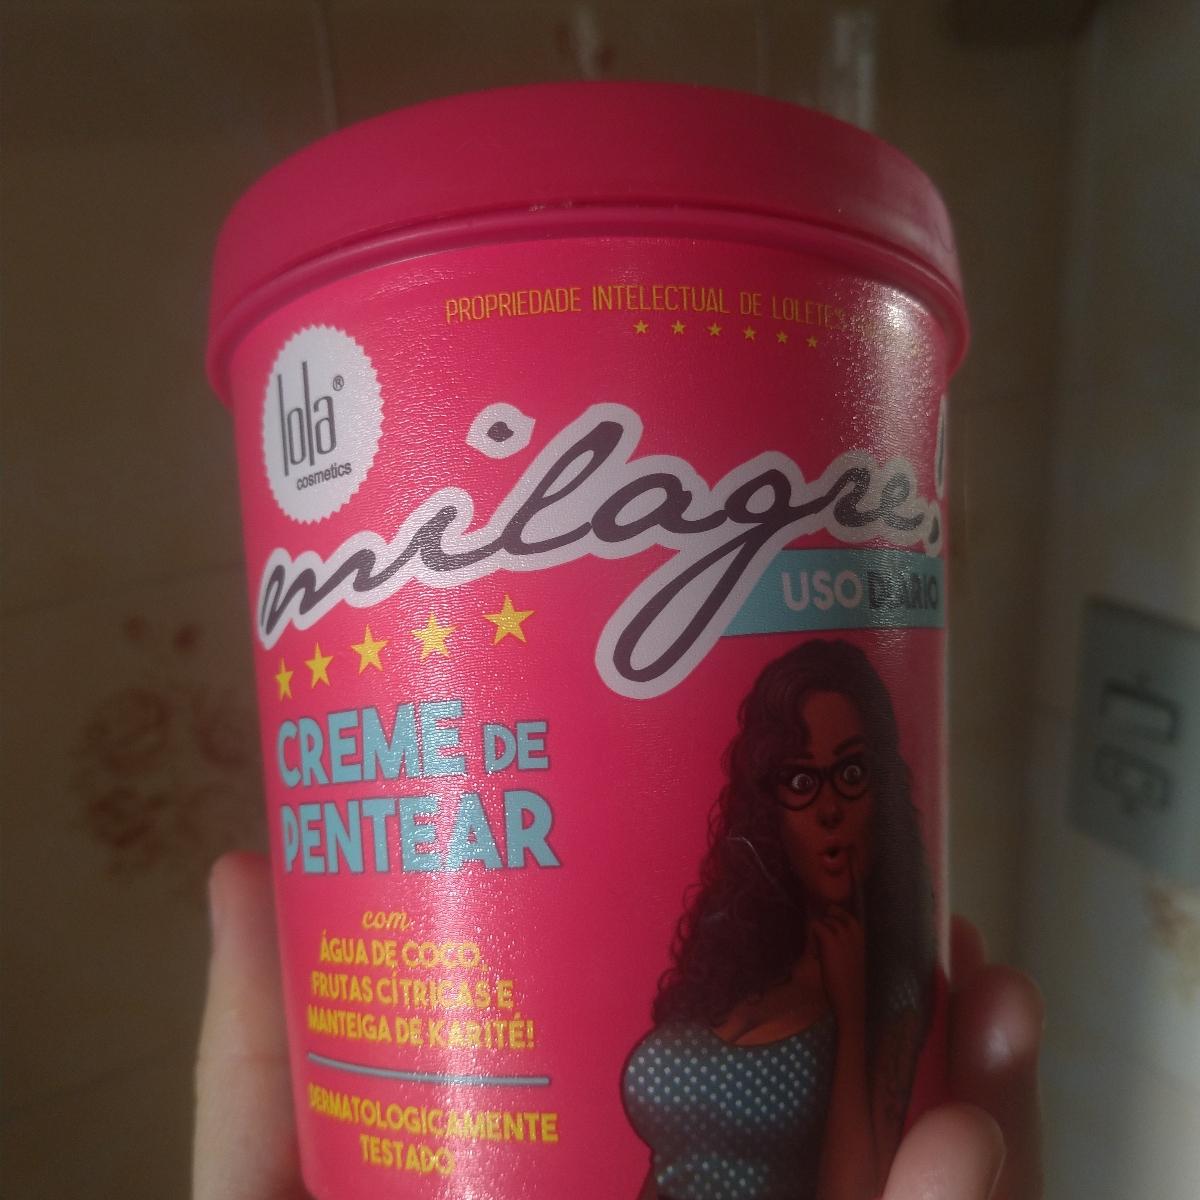 PROPRIEDADE INTELECTUAL DE LOLETES
lola®
cosmetics
milagre!
USO DIÁRIO
CREME DE
PENTEAR
com
ÁGUA DE COCO,
FRUTAS CÍTRICAS E
MANTEIGA DE KARITÉ!
DERMATOLOGICAMENTE
TESTADO